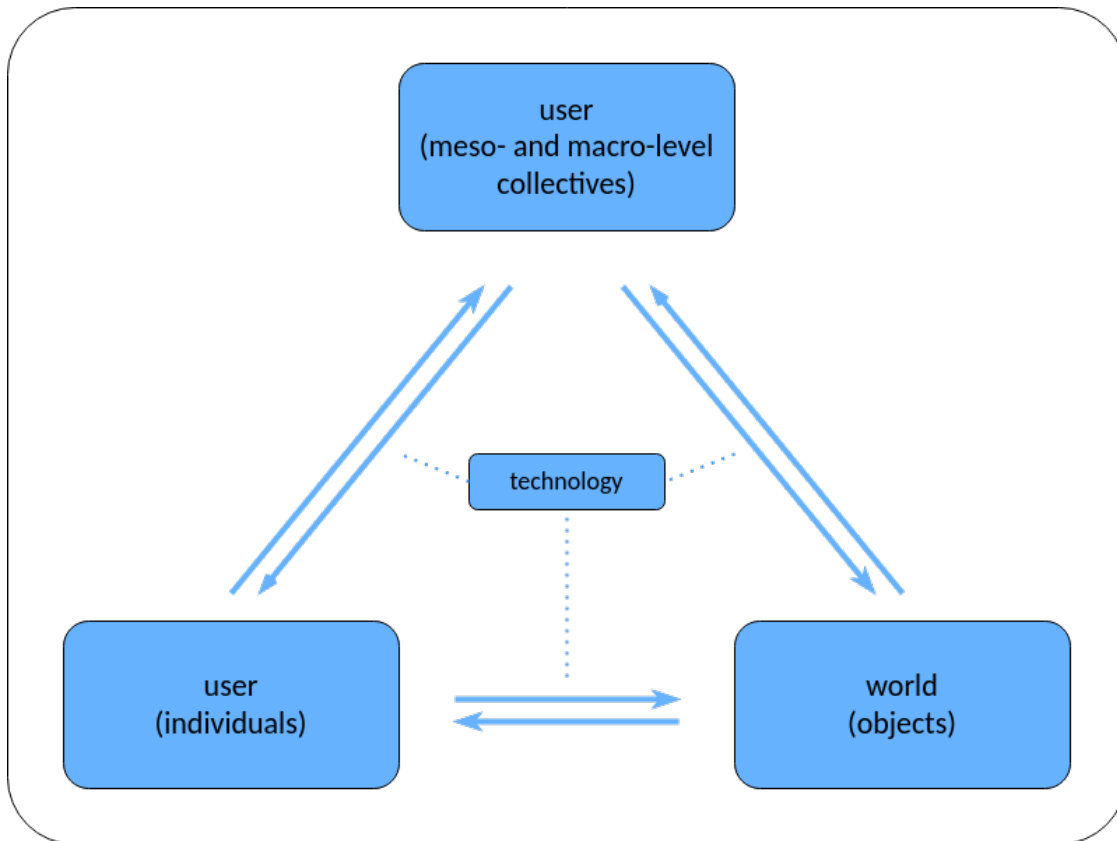 user
(meso- and macro-level
collectives)
technology
user
(individuals)
world
(objects)